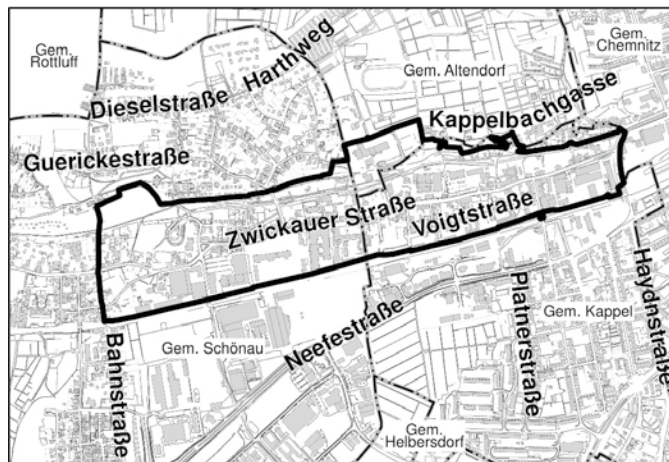 Gem.
Rottluff
Harthweg
Gem.
Chemnitz
Gem. Altendorf
Dieselstraße
Kappelbachgasse
Guerickestraße
Zwickauer Straße
Voigtstraße
Haydnstraße
Platnerstraße
Gem. Kappel
Neefestraße
Gem. Schönau
Bahnstraße
Gem.
Helbersdorf